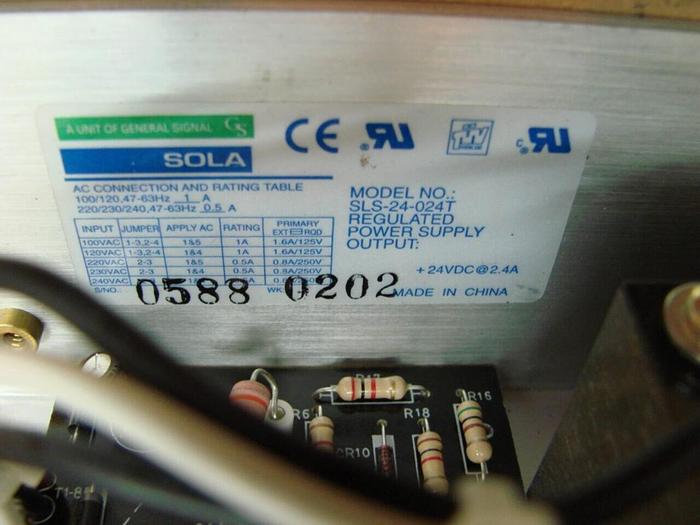 A UNIT OF GENERAL SIGNAL GS
SOLA
CE
AC CONNECTION AND RATING TABLE
100/120,47-63Hz 1 A
220/230/240,47-63Hz 0.5 A
INPUT JUMPER APPLY AC RATING PRIMARY EXT RQD
100VAC 1-3,2-4 1&5 1A 1.6A/125V
120VAC 1-3,2-4 1&4 1A 1.6A/125V
220VAC 2-3 1&5 0.5A 0.8A/250V
230VAC 2-3 1&4 0.5A 0.8A/250V
240VAC
S/NO.: 0588 WK: 0202
MODEL NO.:
SLS-24-024T
REGULATED
POWER SUPPLY
OUTPUT:
+24VDC@2.4A
MADE IN CHINA
R16
R6
R18
CR10